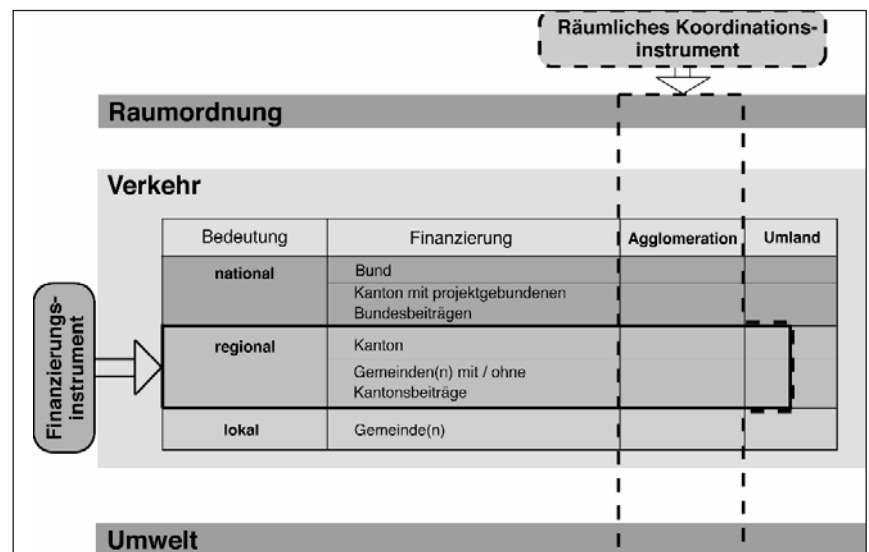 Räumliches Koordinations-
instrument
Raumordnung
Verkehr
Bedeutung Finanzierung Agglomeration Umland
national Bund
Kanton mit projektgebundenen
Bundesbeiträgen
Finanzierungs-
instrument
regional Kanton
Gemeinden(n) mit / ohne
Kantonsbeiträge
lokal Gemeinde(n)
Umwelt